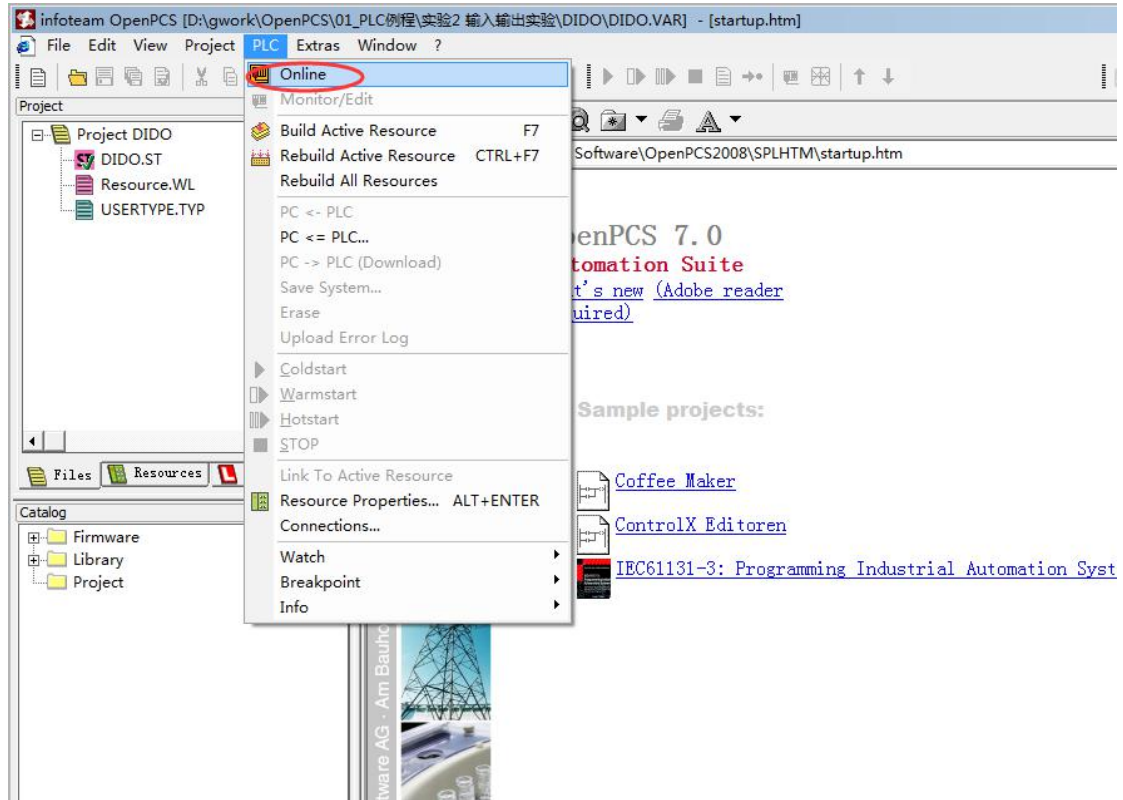 infoteam OpenPCS [D:\gwork\OpenPCS\01_PLC例程\实验2 输入输出实验\DIDO\DIDO.VAR] - [startup.htm]
File Edit View Project PLC Extras Window ?
Project
Project DIDO
DIDO.ST
Resource.WL
USERTYPE.TYP
Files Resources
Catalog
Firmware
Library
Project
Online
Monitor/Edit
Build Active Resource F7
Rebuild Active Resource CTRL+F7
Rebuild All Resources
PC <- PLC
PC <= PLC...
PC -> PLC (Download)
Save System...
Erase
Upload Error Log
Coldstart
Warmstart
Hotstart
STOP
Link To Active Resource
Resource Properties... ALT+ENTER
Connections...
Watch
Breakpoint
Info
Software\OpenPCS2008\SPLHTM\startup.htm
enPCS 7.0
tomation Suite
t's new (Adobe reader
uired)
Sample projects:
Coffee Maker
ControlX Editoren
IEC61131-3: Programming Industrial Automation Syst
tware AG · Am Bauho